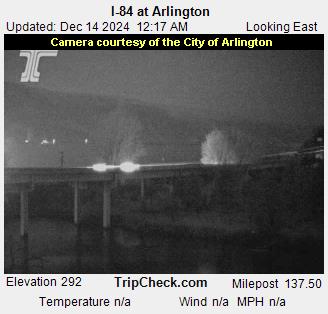 I-84 at Arlington
Updated: Dec 14 2024 12:17 AM Looking East
Camera courtesy of the City of Arlington
Elevation 292 TripCheck.com Milepost 137.50
Temperature n/a Wind n/a MPH n/a